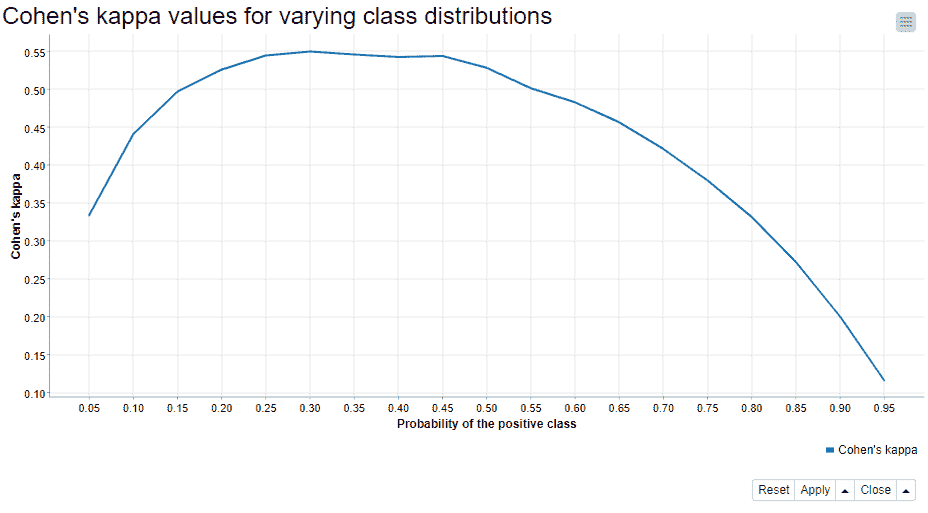 Cohen's kappa values for varying class distributions
0.55
0.50
0.45
0.40
0.35
0.30
0.25
0.20
0.15
0.10
Cohen's kappa
0.05 0.10 0.15 0.20 0.25 0.30 0.35 0.40 0.45 0.50 0.55 0.60 0.65 0.70 0.75 0.80 0.85 0.90 0.95
Probability of the positive class
Cohen's kappa
Reset Apply Close